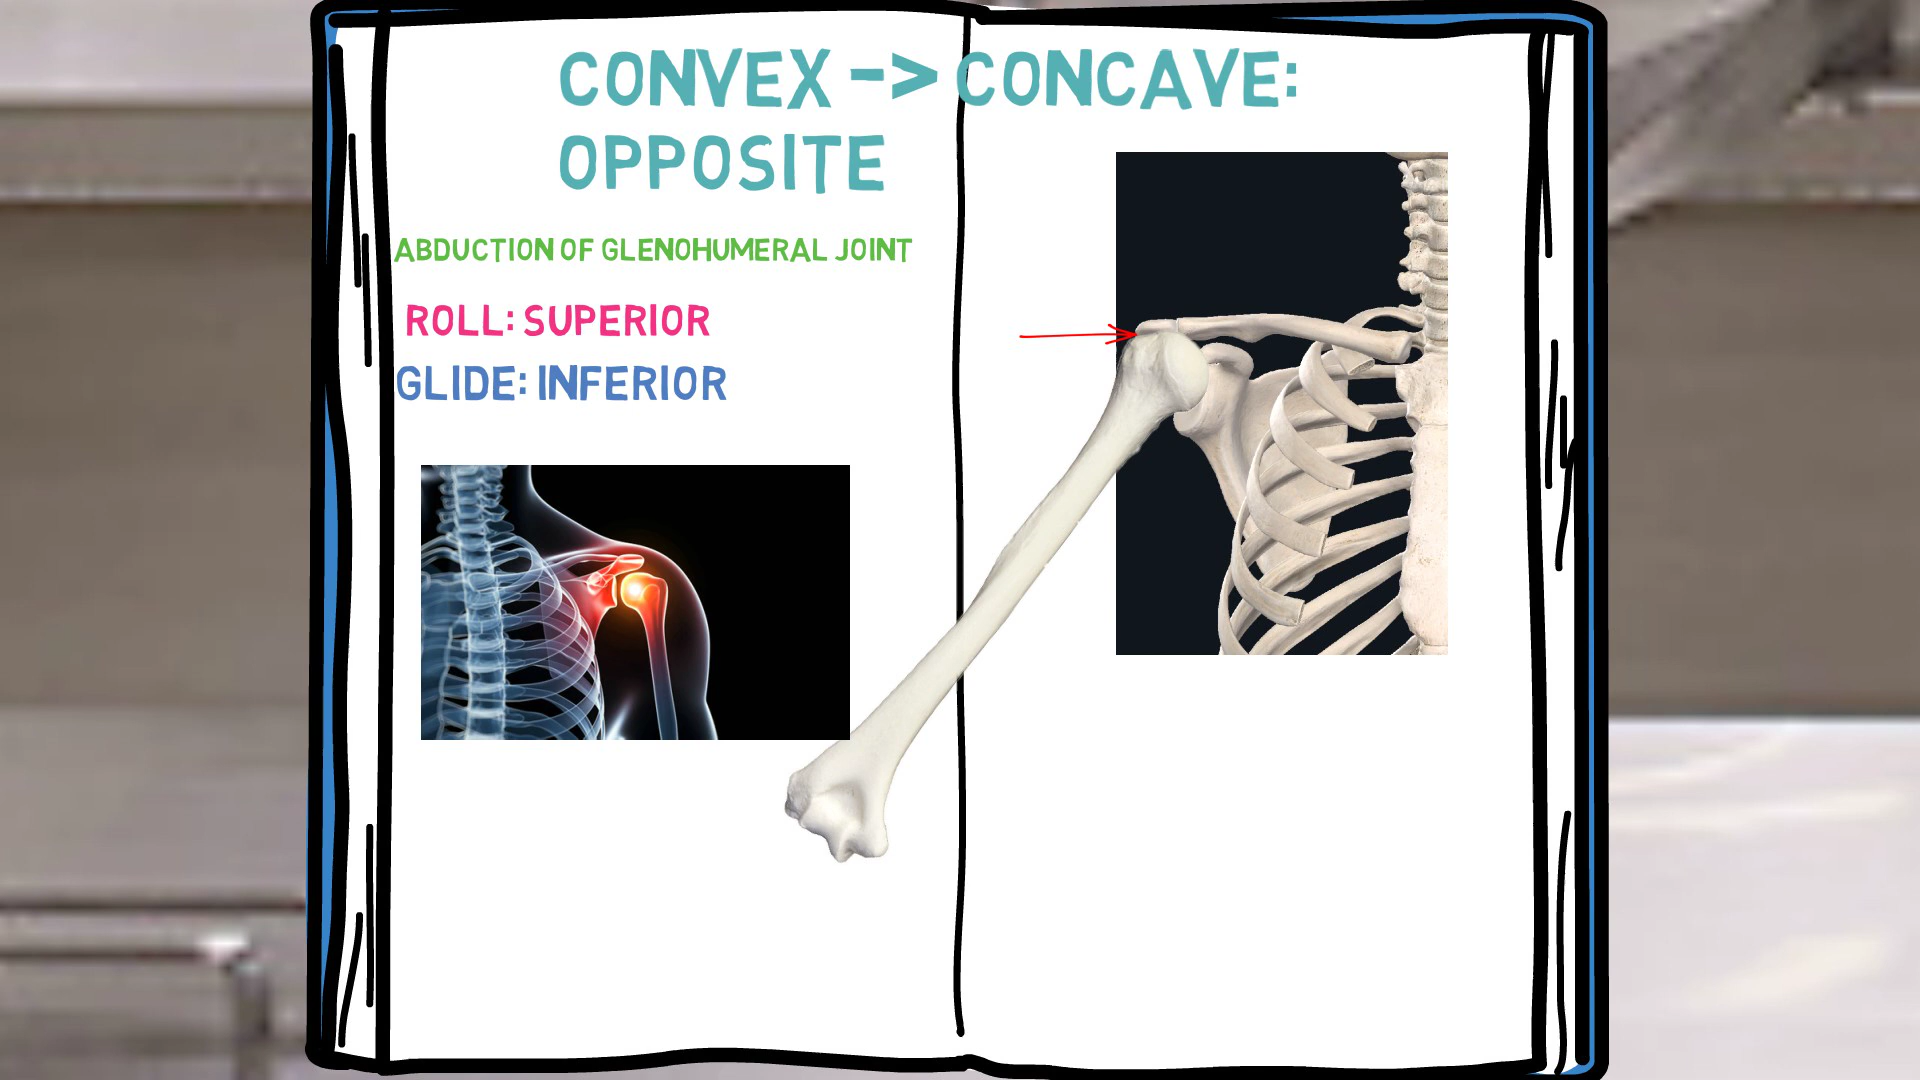 CONVEX -> CONCAVE:
OPPOSITE
ABDUCTION OF GLENOHUMERAL JOINT
ROLL: SUPERIOR
GLIDE: INFERIOR